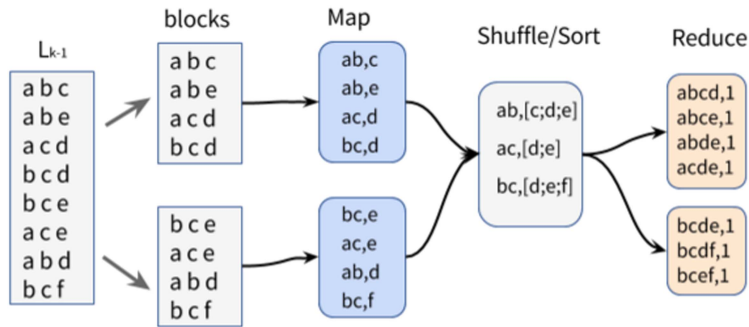 L k-1
a b c
a b e
a c d
b c d
b c e
a c e
a b d
b c f
blocks
a b c
a b e
a c d
b c d
b c e
a c e
a b d
b c f
Map
ab,c
ab,e
ac,d
bc,d
bc,e
ac,e
ab,d
bc,f
Shuffle/Sort
ab,[c;d;e]
ac,[d;e]
bc,[d;e;f]
Reduce
abcd,1
abce,1
abde,1
acde,1
bcde,1
bcdf,1
bcef,1